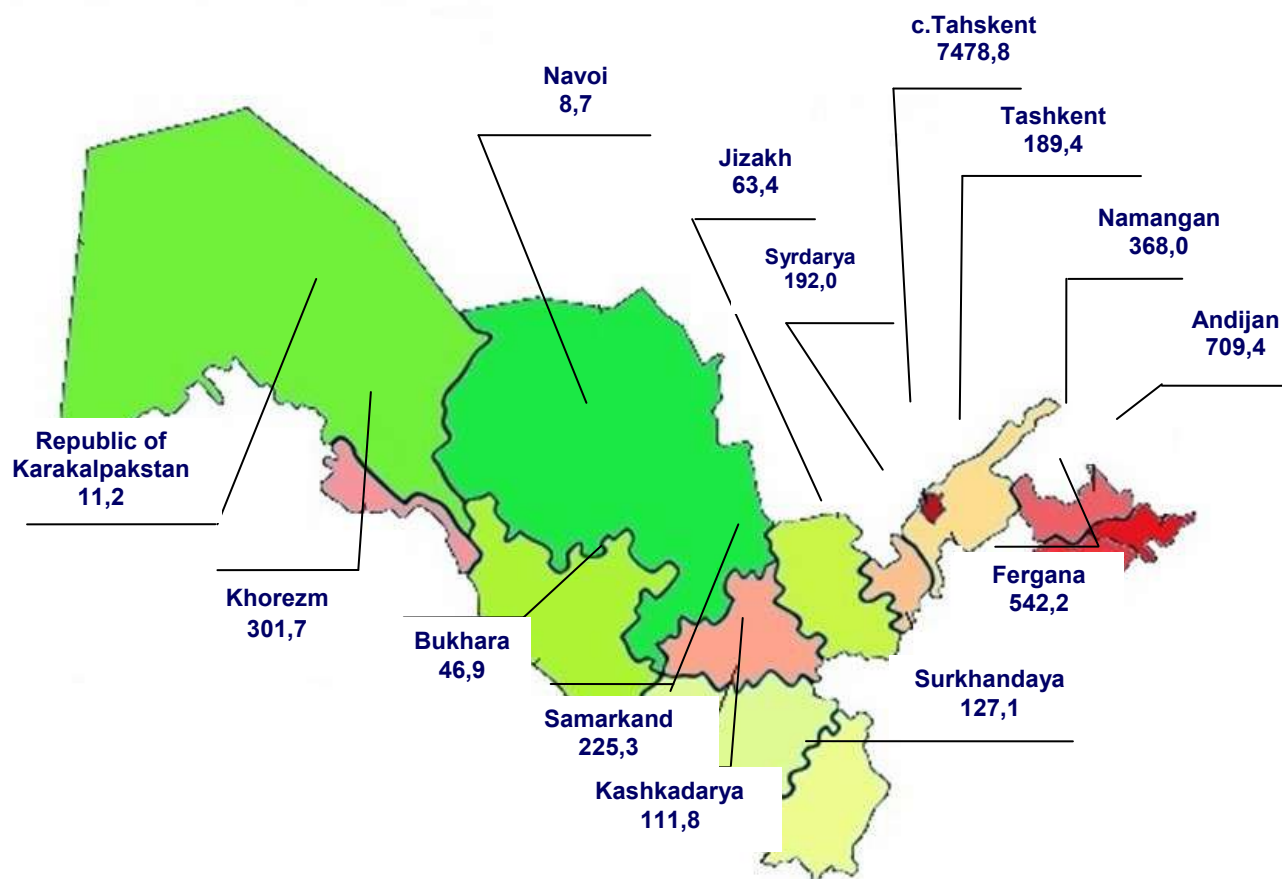 c.Tahskent
7478,8
Navoi
8,7
Tashkent
189,4
Jizakh
63,4
Namangan
368,0
Syrdarya
192,0
Andijan
709,4
Republic of
Karakalpakstan
11,2
Fergana
542,2
Khorezm
301,7
Bukhara
46,9
Surkhandaya
127,1
Samarkand
225,3
Kashkadarya
111,8